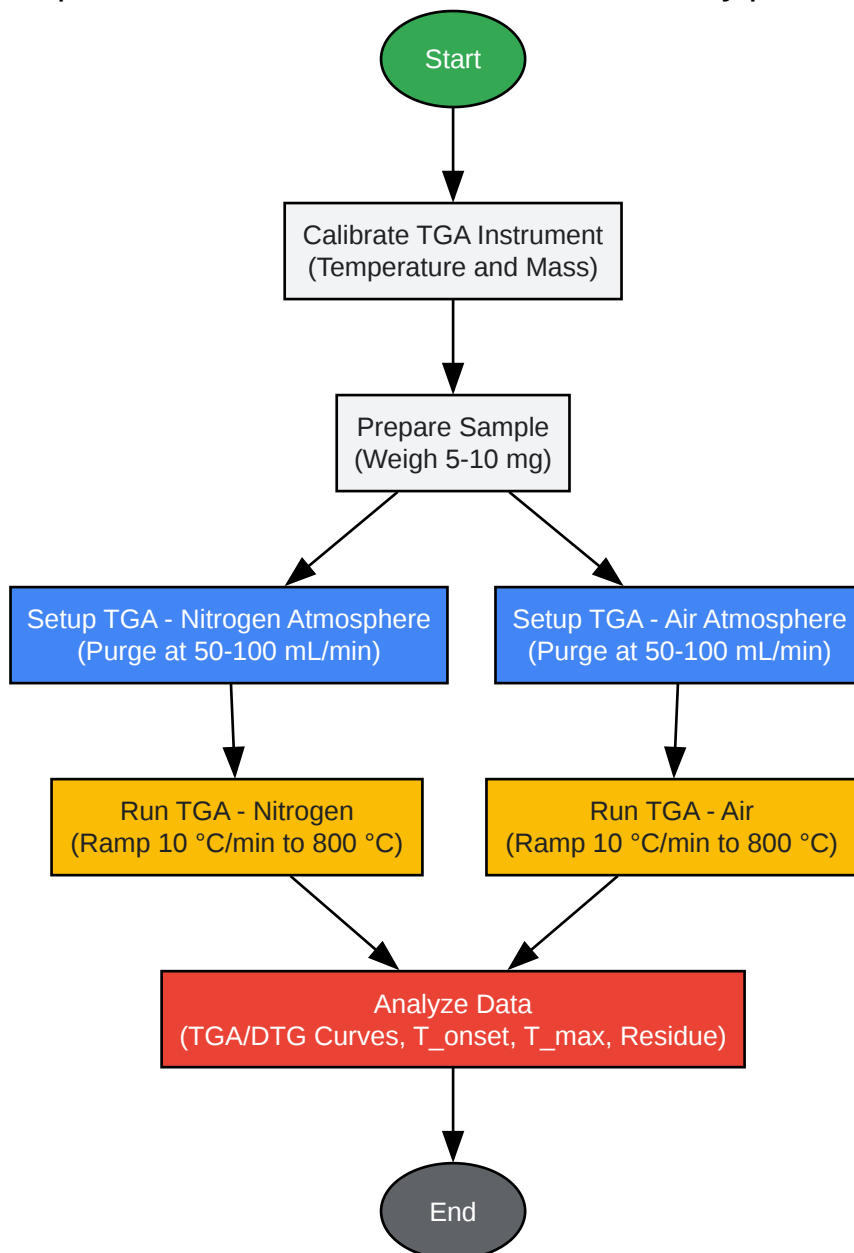 Start
Calibrate TGA Instrument
(Temperature and Mass)
Prepare Sample
(Weigh 5-10 mg)
Setup TGA - Nitrogen Atmosphere
(Purge at 50-100 mL/min)
Setup TGA - Air Atmosphere
(Purge at 50-100 mL/min)
Run TGA - Nitrogen
(Ramp 10 °C/min to 800 °C)
Run TGA - Air
(Ramp 10 °C/min to 800 °C)
Analyze Data
(TGA/DTG Curves, T_onset, T_max, Residue)
End